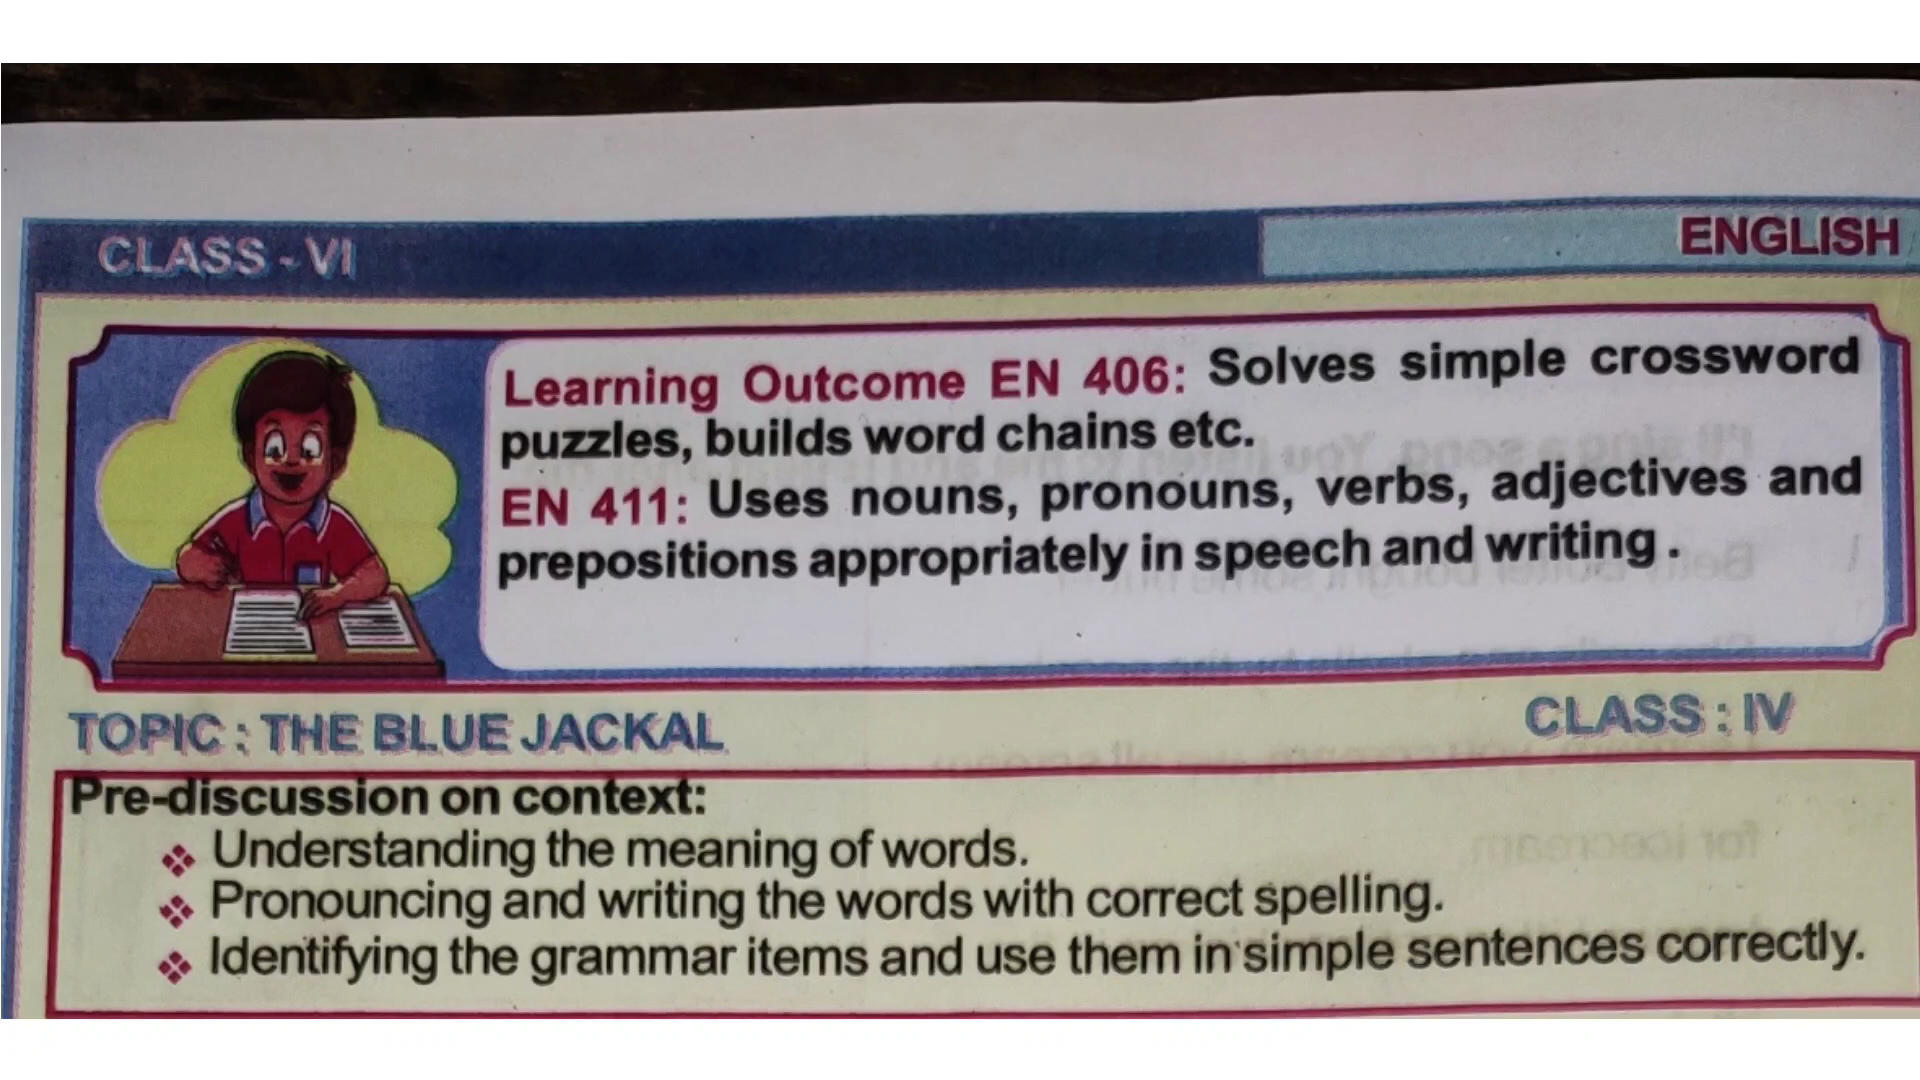 CLASS - VI
ENGLISH
Learning Outcome EN 406: Solves simple crossword
puzzles, builds word chains etc.
EN 411: Uses nouns, pronouns, verbs, adjectives and
prepositions appropriately in speech and writing .
TOPIC : THE BLUE JACKAL
CLASS : IV
Pre-discussion on context:
❖ Understanding the meaning of words.
❖ Pronouncing and writing the words with correct spelling.
❖ Identifying the grammar items and use them in simple sentences correctly.